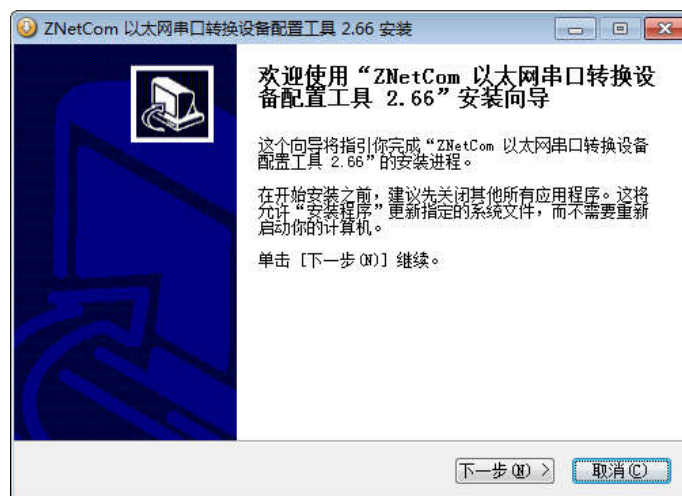 ZNetCom 以太网串口转换设备配置工具 2.66 安装
欢迎使用“ZNetCom 以太网串口转换设
备配置工具 2.66”安装向导
这个向导将指引你完成“ZNetCom 以太网串口转换设备
配置工具 2.66”的安装进程。
在开始安装之前，建议先关闭其他所有应用程序。这将
允许“安装程序”更新指定的系统文件，而不需要重新
启动你的计算机。
单击 [下一步(N)] 继续。
下一步(N) >
取消(C)